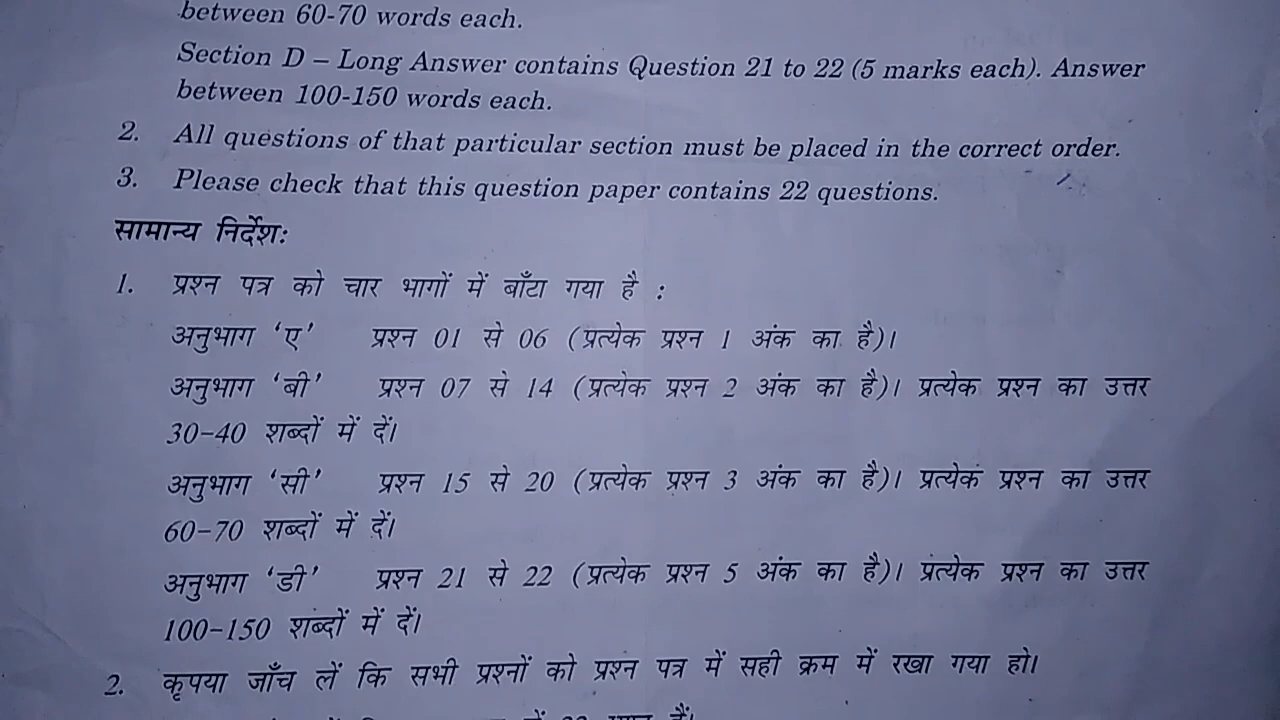 between 60-70 words each.
Section D – Long Answer contains Question 21 to 22 (5 marks each). Answer
between 100-150 words each.
2. All questions of that particular section must be placed in the correct order.
3. Please check that this question paper contains 22 questions.
सामान्य निर्देशः
1. प्रश्न पत्र को चार भागों में बाँटा गया है :
अनुभाग ‘ए’ प्रश्न 01 से 06 (प्रत्येक प्रश्न 1 अंक का है)।
अनुभाग ‘बी’ प्रश्न 07 से 14 (प्रत्येक प्रश्न 2 अंक का है)। प्रत्येक प्रश्न का उत्तर
30-40 शब्दों में दें।
अनुभाग ‘सी’ प्रश्न 15 से 20 (प्रत्येक प्रश्न 3 अंक का है)। प्रत्येक प्रश्न का उत्तर
60-70 शब्दों में दें।
अनुभाग ‘डी’ प्रश्न 21 से 22 (प्रत्येक प्रश्न 5 अंक का है)। प्रत्येक प्रश्न का उत्तर
100-150 शब्दों में दें।
2. कृपया जाँच लें कि सभी प्रश्नों को प्रश्न पत्र में सही क्रम में रखा गया हो।